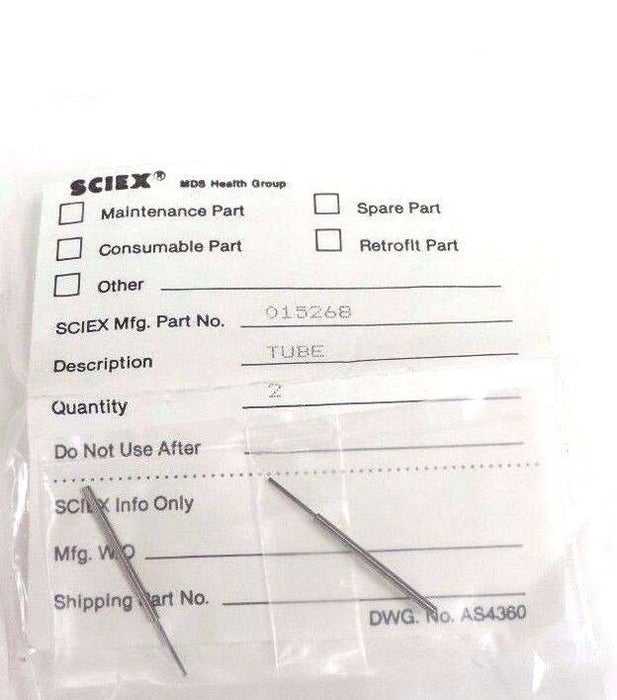 SCIEX® MDS Health Group
Maintenance Part Spare Part
Consumable Part Retrofit Part
Other
SCIEX Mfg. Part No. 015268
Description TUBE
Quantity 2
Do Not Use After
SCIEX Info Only
Mfg. W/O
Shipping Part No.
DWG. No. AS4360